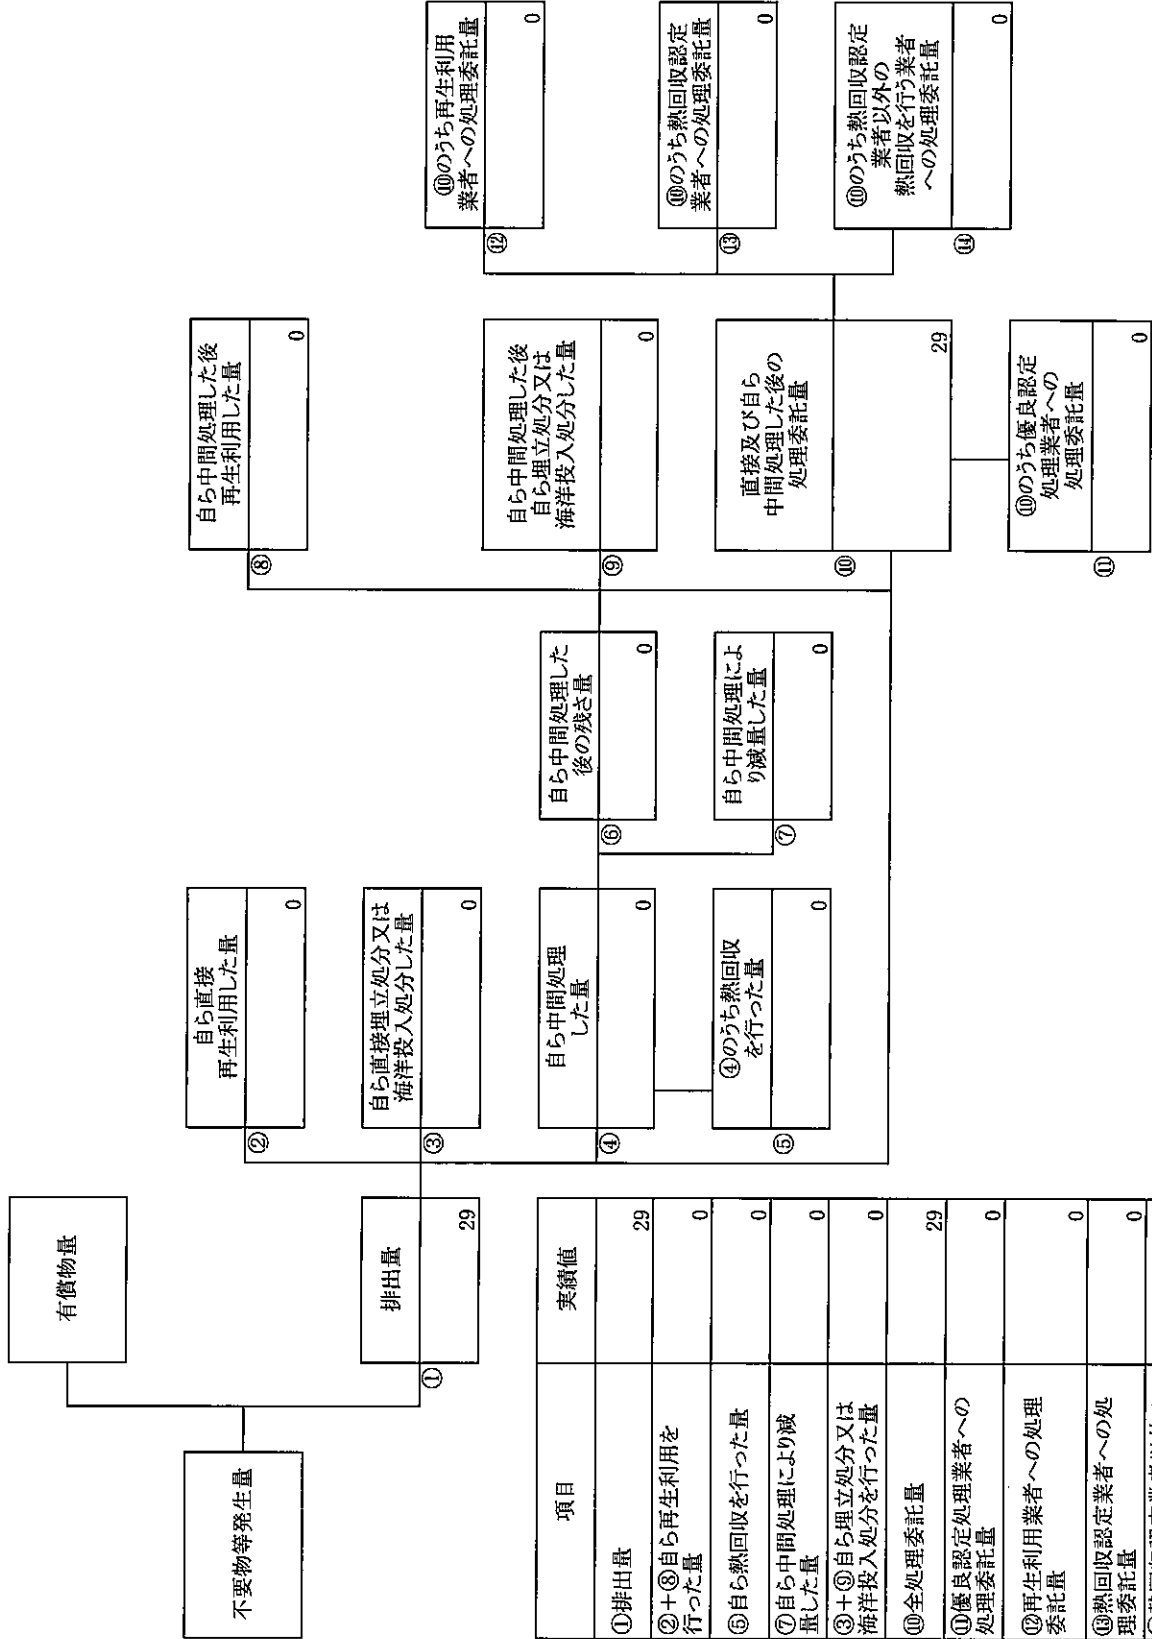 不要物等発生量
有償物量
①
排出量
29
②
自ら直接
再生利用した量
0
③
自ら直接埋立処分又は
海洋投入処分した量
0
④
自ら中間処理
した量
0
⑤
④のうち熱回収
を行った量
0
⑥
自ら中間処理した
後の残さ量
0
⑦
自ら中間処理によ
り減量した量
0
⑧
自ら中間処理した後
再生利用した量
0
⑨
自ら中間処理した後
自ら埋立処分又は
海洋投入処分した量
0
⑩
直接及び自ら
中間処理した後の
処理委託量
29
⑪
⑩のうち優良認定
処理業者への
処理委託量
0
⑫
⑩のうち再生利用
業者への処理委託量
0
⑬
⑩のうち熱回収認定
業者への処理委託量
0
⑭
⑩のうち熱回収認定
業者以外の
熱回収を行う業者
への処理委託量
0
項目 実績値
①排出量 29
②+⑧自ら再生利用を
行った量 0
⑤自ら熱回収を行った量 0
⑦自ら中間処理により減
量した量 0
③+⑨自ら埋立処分又は
海洋投入処分を行った量 0
⑩全処理委託量 29
⑪優良認定処理業者への
処理委託量 0
⑫再生利用業者への処理
委託量 0
⑬熱回収認定業者への処
理委託量 0